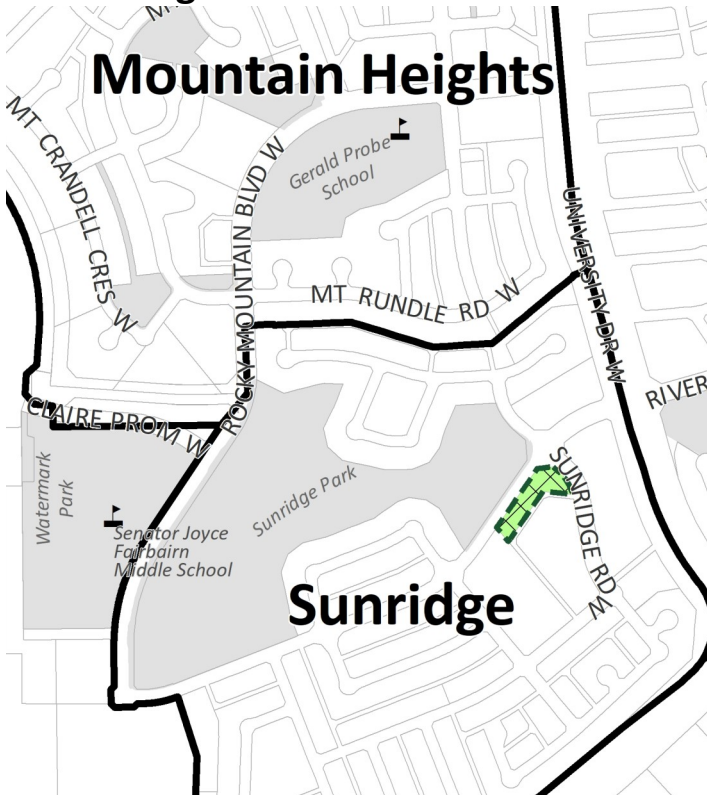 Mountain Heights
MT CRANDELL CRES W
ROCKY MOUNTAIN BLVD W
Gerald Probe
School
UNIVERSITY DR W
MT RUNDLE RD W
CLAIRE PROM W
RIVER
Watermark
Park
Sunridge Park
SUNRIDGE RD W
Senator Joyce
Fairbairn
Middle School
Sunridge